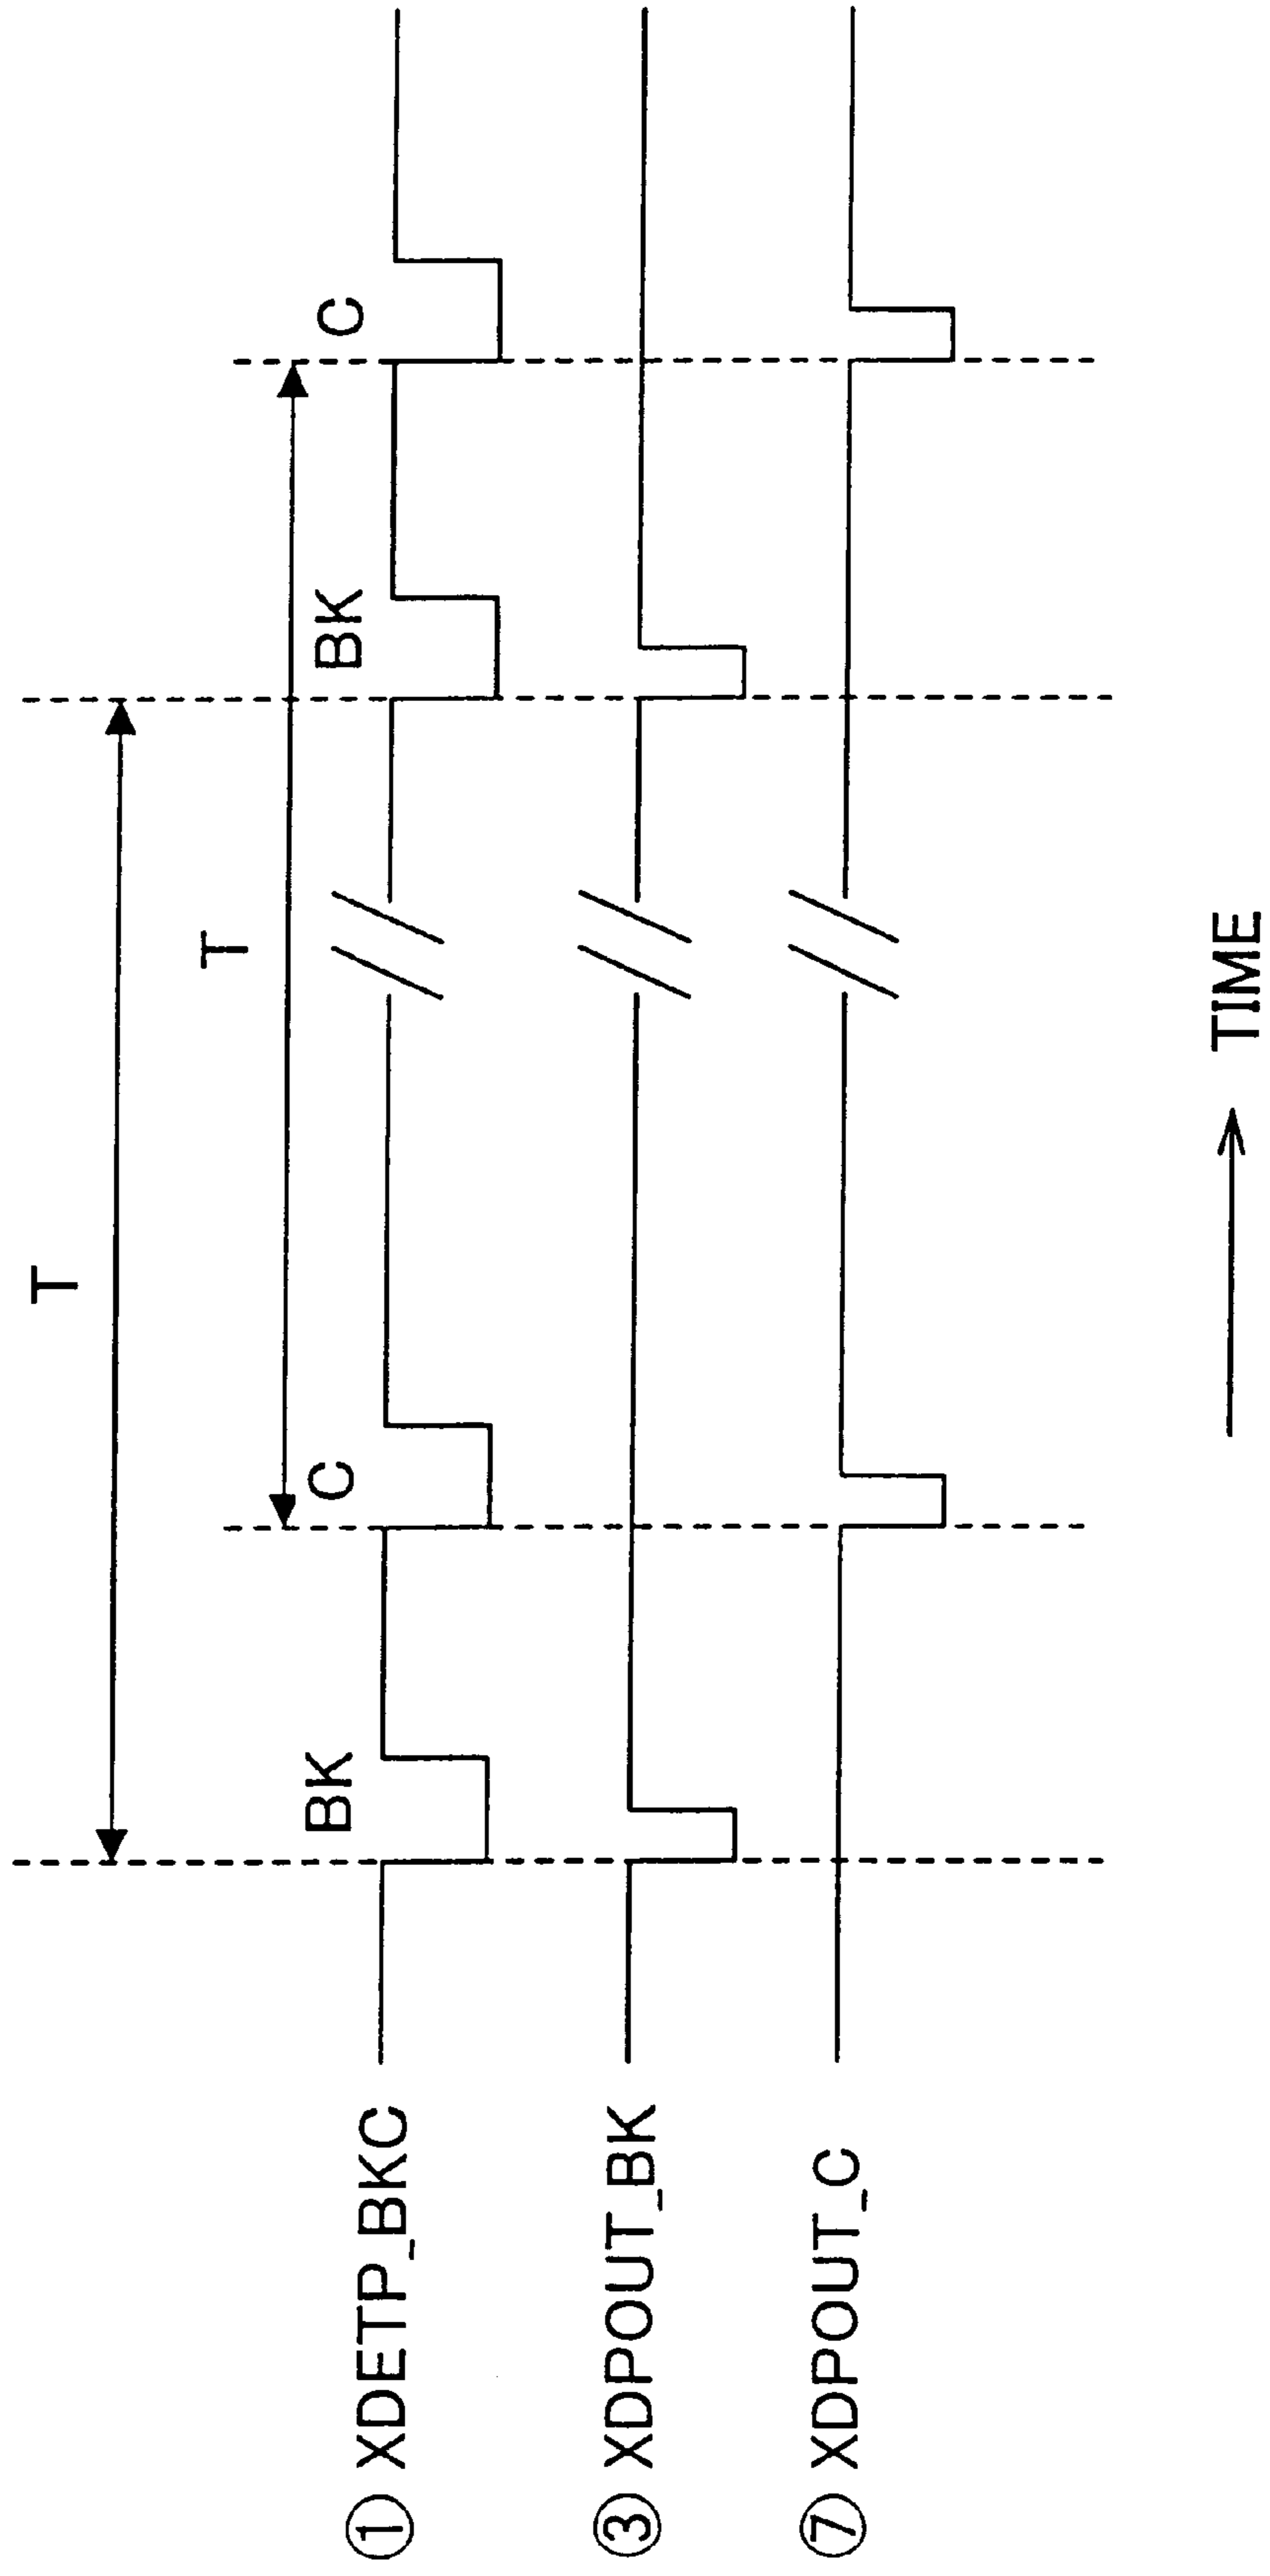 T
T
① XDETP_BKC BK C BK C
③ XDPOUT_BK
⑦ XDPOUT_C
TIME